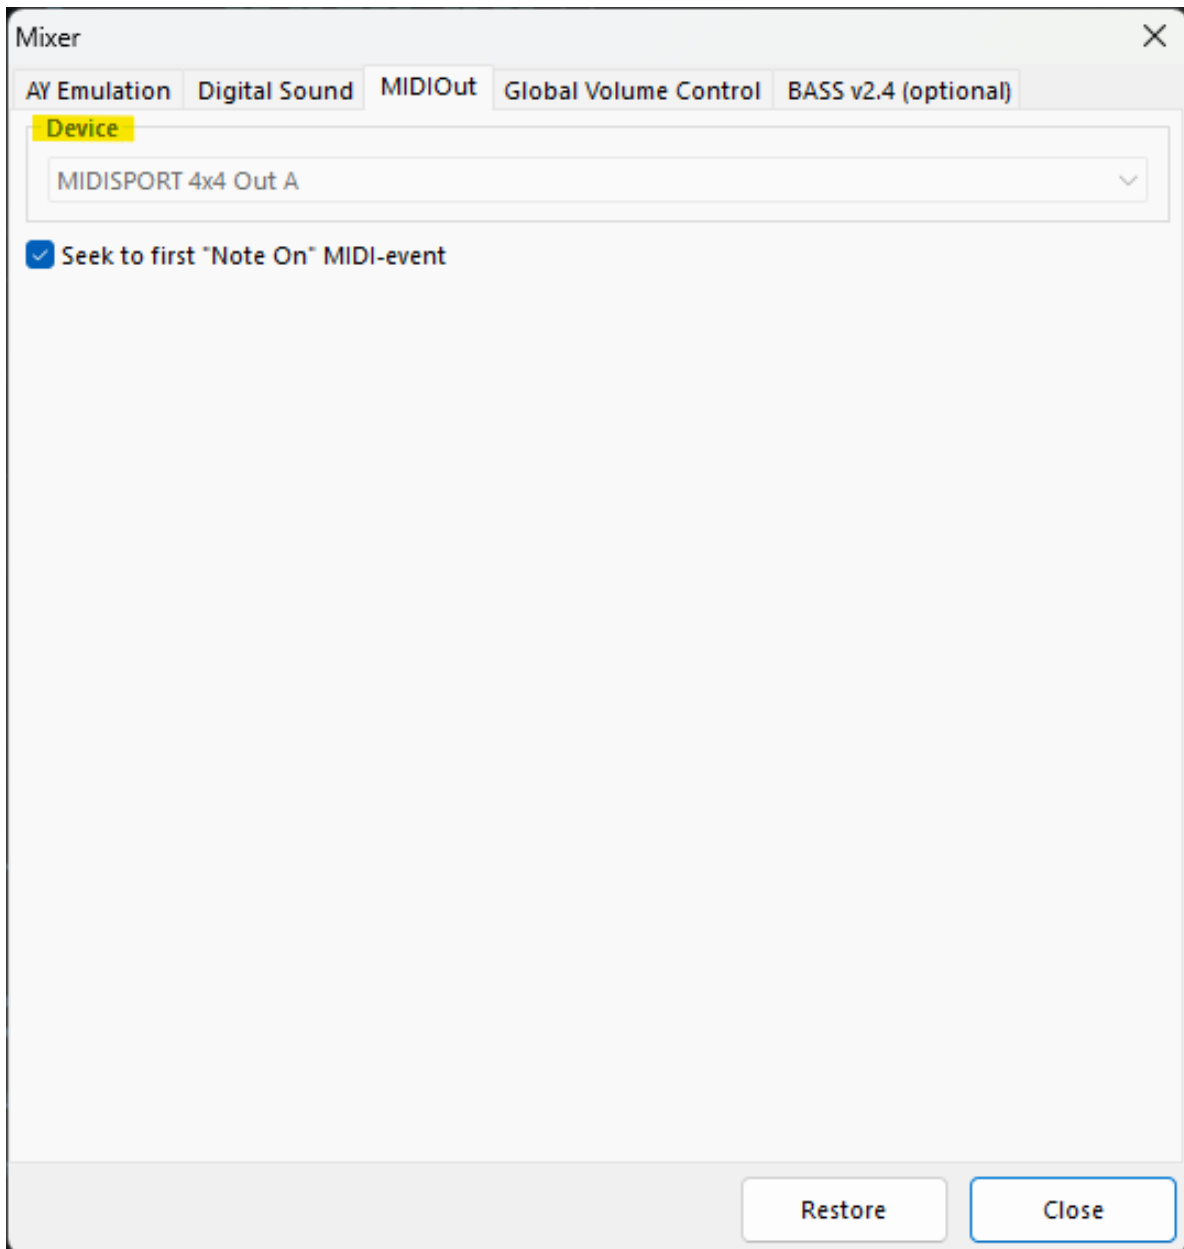 Mixer
AY Emulation Digital Sound MIDIOut Global Volume Control BASS v2.4 (optional)
Device
MIDISPORT 4x4 Out A
Seek to first "Note On" MIDI-event
Restore Close